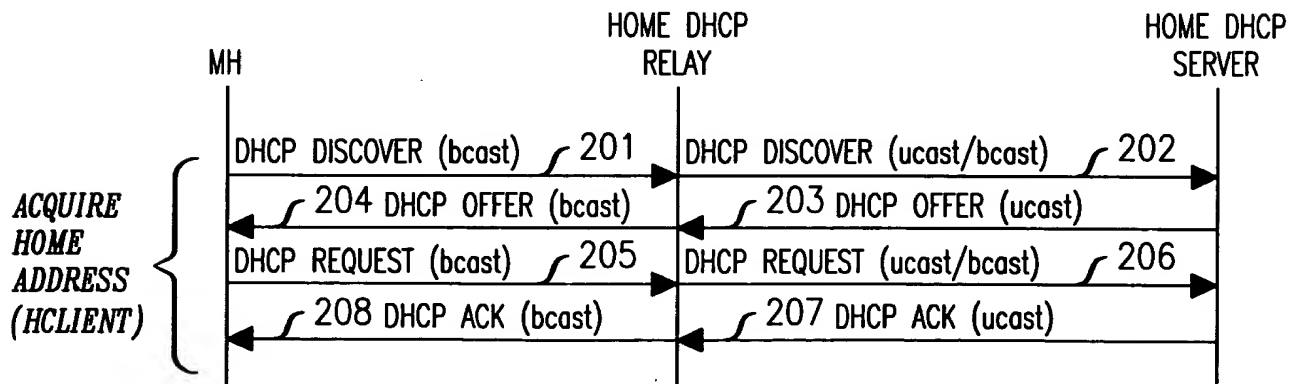 MH
HOME DHCP
RELAY
HOME DHCP
SERVER
ACQUIRE
HOME
ADDRESS
(HCLIENT)
DHCP DISCOVER (bcast) 201
DHCP DISCOVER (ucast/bcast) 202
204 DHCP OFFER (bcast)
203 DHCP OFFER (ucast)
DHCP REQUEST (bcast) 205
DHCP REQUEST (ucast/bcast) 206
208 DHCP ACK (bcast)
207 DHCP ACK (ucast)